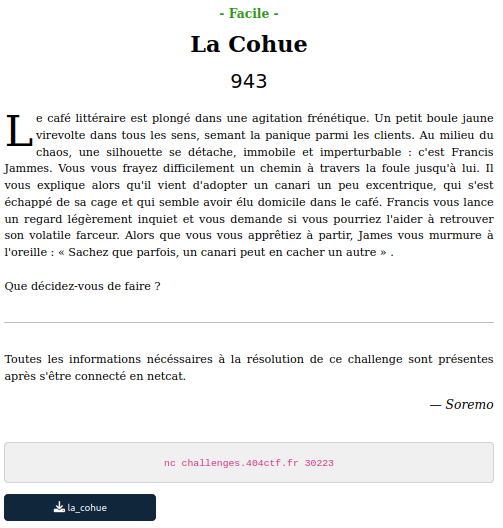 - Facile -
La Cohue
943
Le café littéraire est plongé dans une agitation frénétique. Un petit boule jaune
virevolte dans tous les sens, semant la panique parmi les clients. Au milieu du
chaos, une silhouette se détache, immobile et imperturbable : c'est Francis
Jammes. Vous vous frayez difficilement un chemin à travers la foule jusqu'à lui. Il
vous explique alors qu'il vient d'adopter un canari un peu excentrique, qui s'est
échappé de sa cage et qui semble avoir élu domicile dans le café. Francis vous lance
un regard légèrement inquiet et vous demande si vous pourriez l'aider à retrouver
son volatile farceur. Alors que vous vous apprêtiez à partir, James vous murmure à
l'oreille : « Sachez que parfois, un canari peut en cacher un autre » .
Que décidez-vous de faire ?
Toutes les informations nécéssaires à la résolution de ce challenge sont présentes
après s'être connecté en netcat.
— Soremo
nc challenges.404ctf.fr 30223
la_cohue